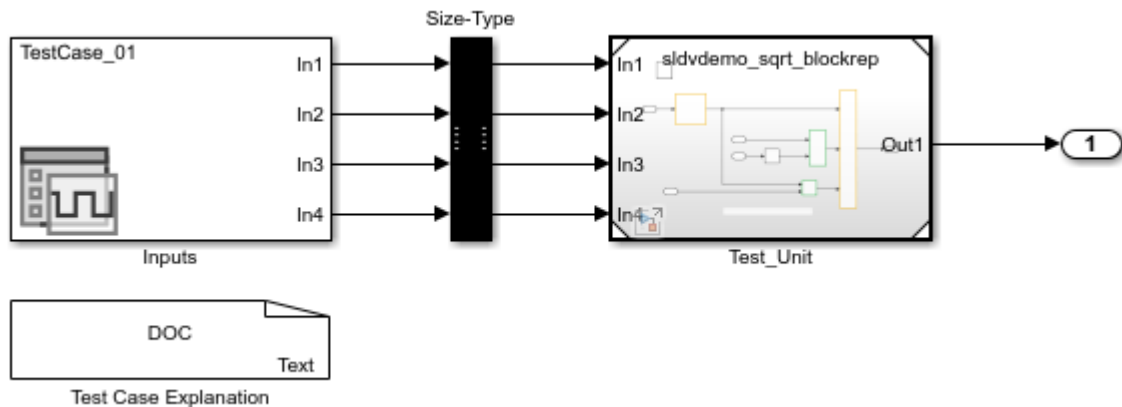 Size-Type
TestCase_01
sldvdemo_sqrt_blockrep
In1
In1
In2
In2
In3
In3
In4
In4
Out1
1
Inputs
Test_Unit
DOC
Text
Test Case Explanation